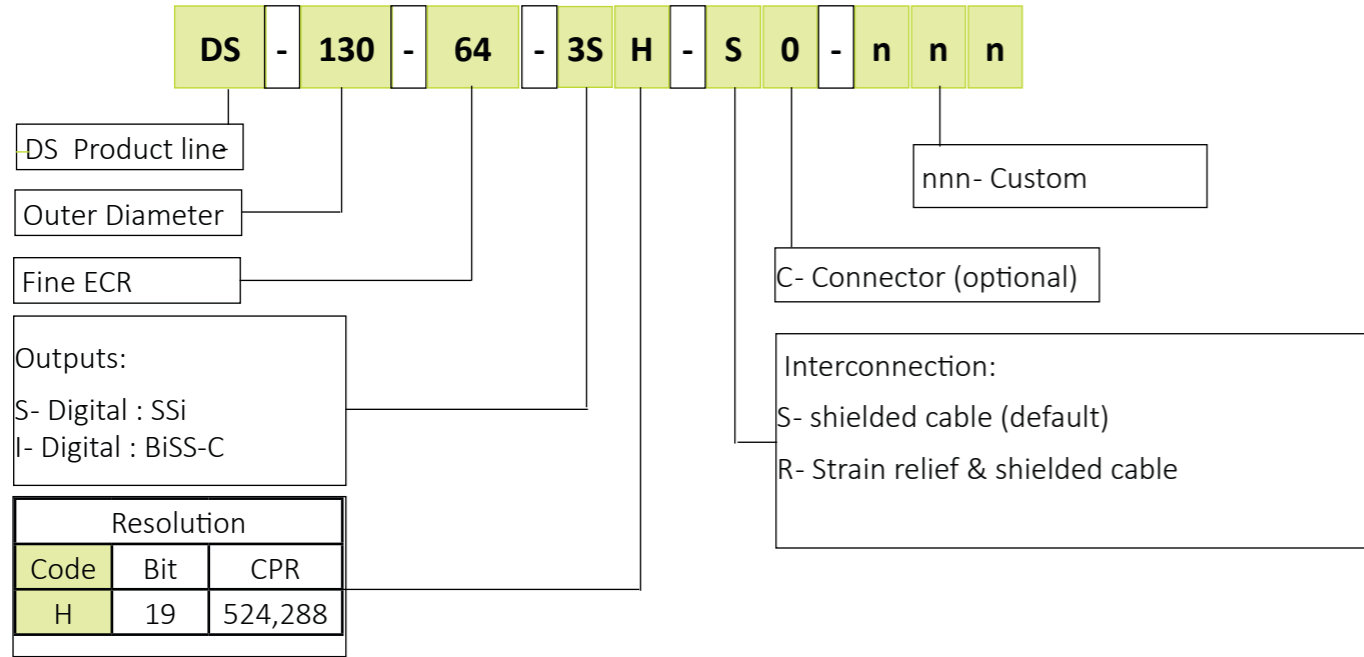 DS - 130 - 64 - 3S H - S 0 - n n n
DS Product line
Outer Diameter
Fine ECR
Outputs:
S- Digital : SSi
I- Digital : BiSS-C
Resolution
Code Bit CPR
H 19 524,288
nnn- Custom
C- Connector (optional)
Interconnection:
S- shielded cable (default)
R- Strain relief & shielded cable